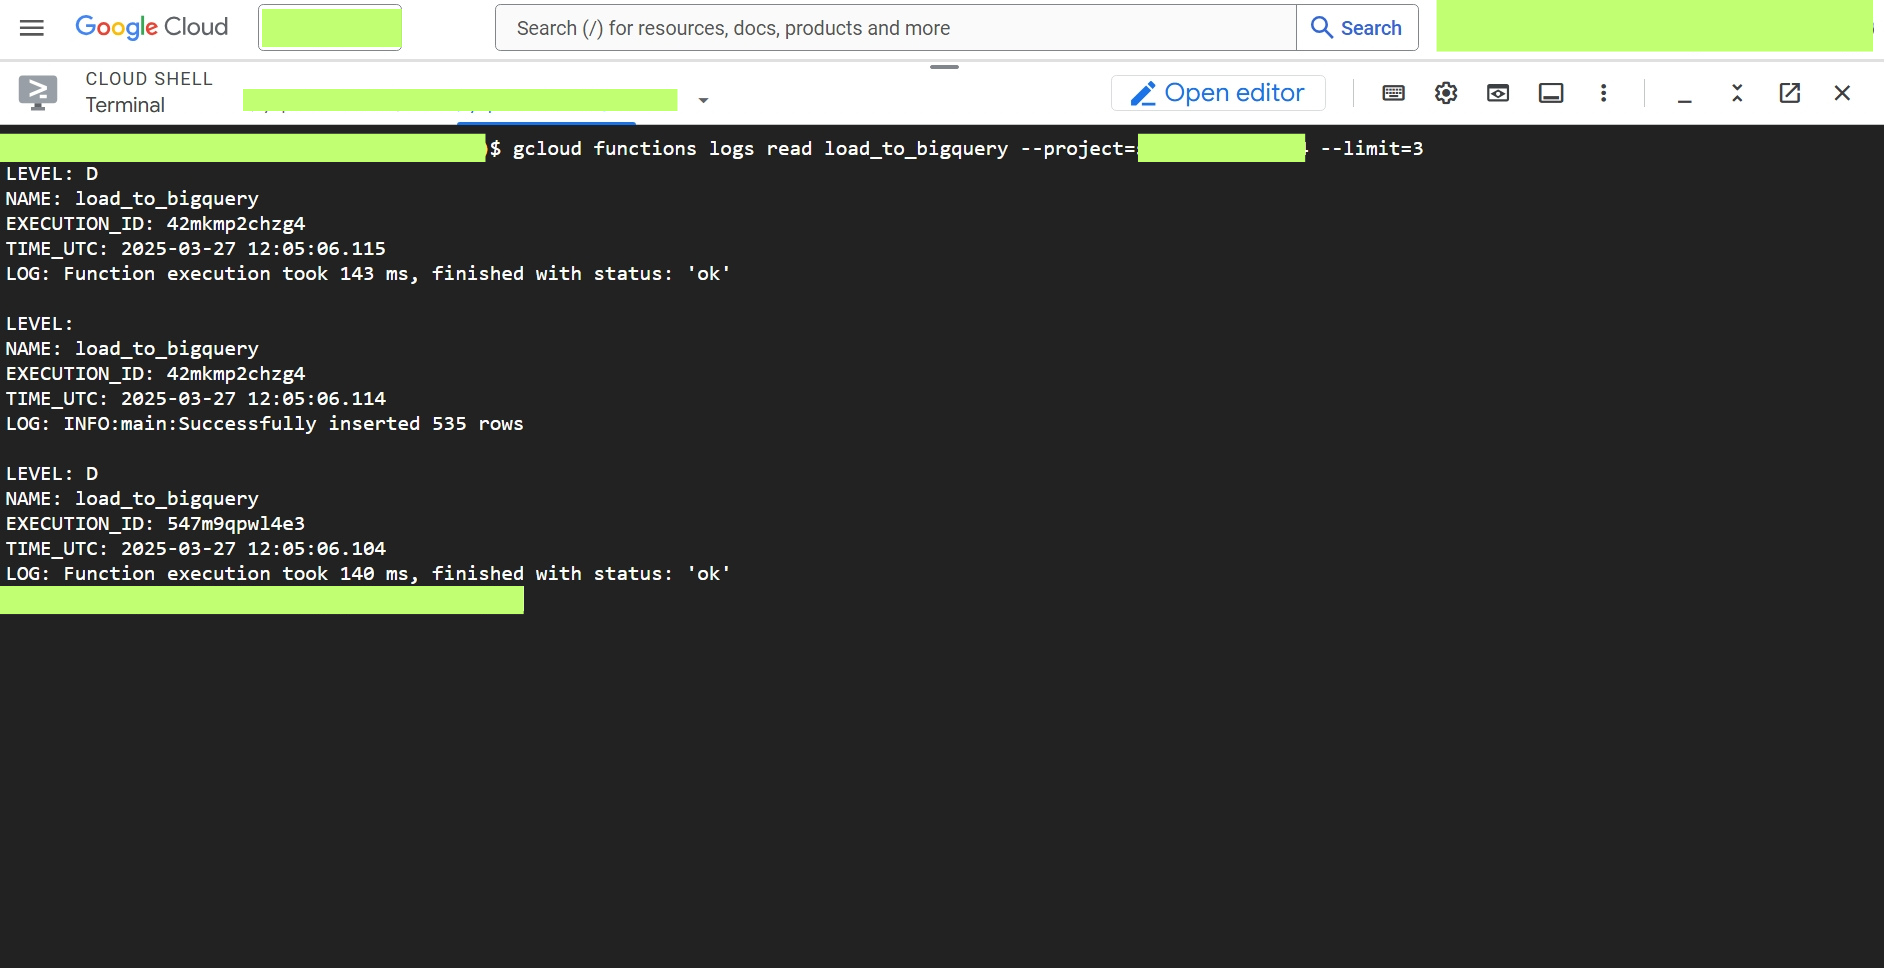 Google Cloud
Search (/) for resources, docs, products and more
Search
CLOUD SHELL
Terminal
Open editor
$ gcloud functions logs read load_to_bigquery --project= --limit=3
LEVEL: D
NAME: load_to_bigquery
EXECUTION_ID: 42mkmp2chzg4
TIME_UTC: 2025-03-27 12:05:06.115
LOG: Function execution took 143 ms, finished with status: 'ok'
LEVEL:
NAME: load_to_bigquery
EXECUTION_ID: 42mkmp2chzg4
TIME_UTC: 2025-03-27 12:05:06.114
LOG: INFO:main:Successfully inserted 535 rows
LEVEL: D
NAME: load_to_bigquery
EXECUTION_ID: 547m9qpwl4e3
TIME_UTC: 2025-03-27 12:05:06.104
LOG: Function execution took 140 ms, finished with status: 'ok'